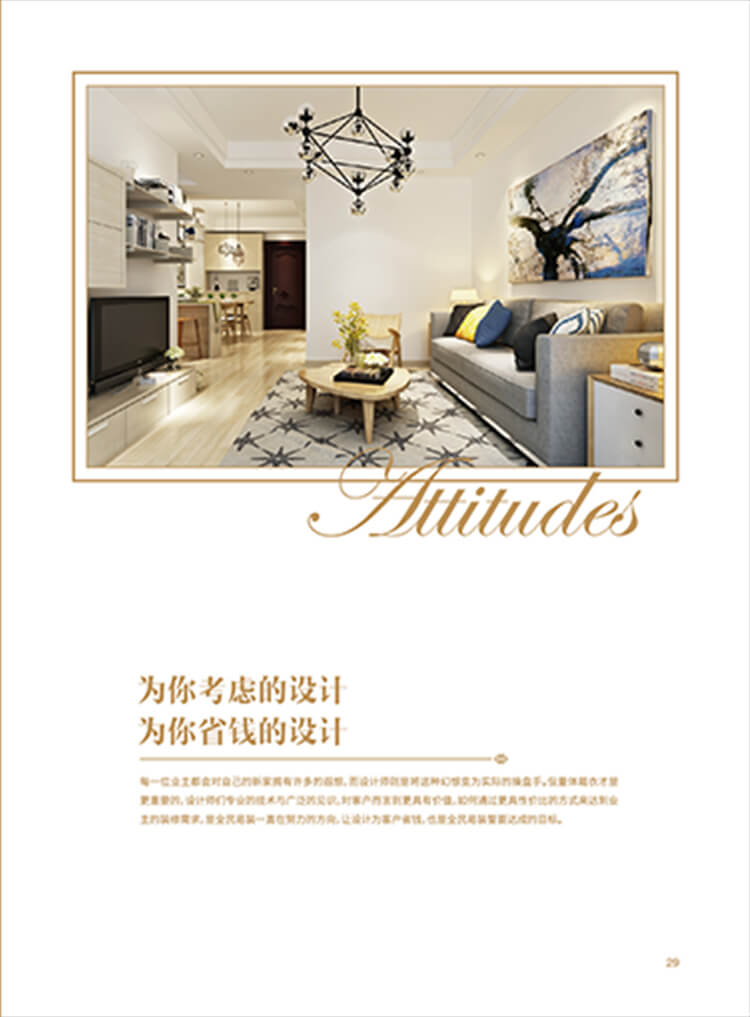 Attitudes
为你考虑的设计
为你省钱的设计
每一位业主都会对自己的新家拥有许多的遐想,而设计师则是将这种幻想变为实际的操盘手。仅量体裁衣才是
更重要的,设计师们专业的技术与广泛的见识,对客户而言则更具有价值,如何通过更具性价比的方式来达到业
主的装修需求,是全民易装一直在努力的方向,让设计为客户省钱,也是全民易装誓要达成的目标。
29